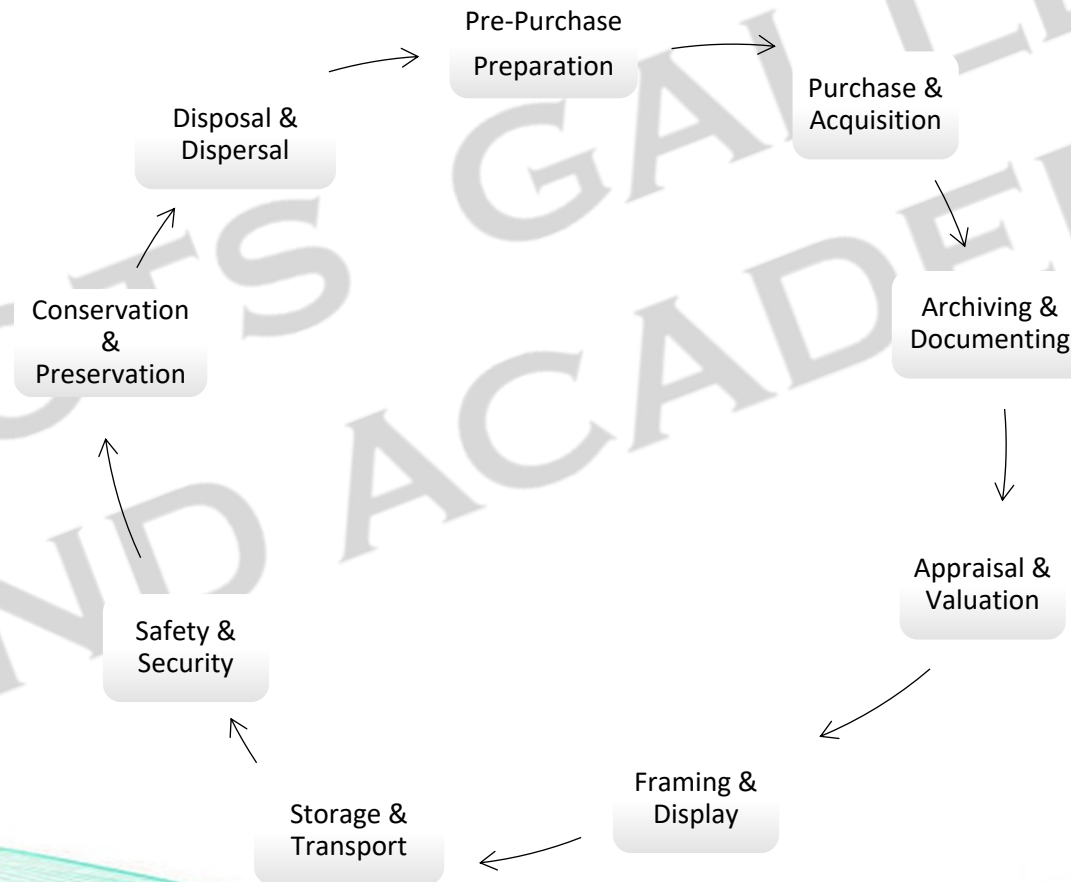 Pre-Purchase
Preparation
Purchase &
Acquisition
Archiving &
Documenting
Appraisal &
Valuation
Framing &
Display
Storage &
Transport
Safety &
Security
Conservation
&
Preservation
Disposal &
Dispersal